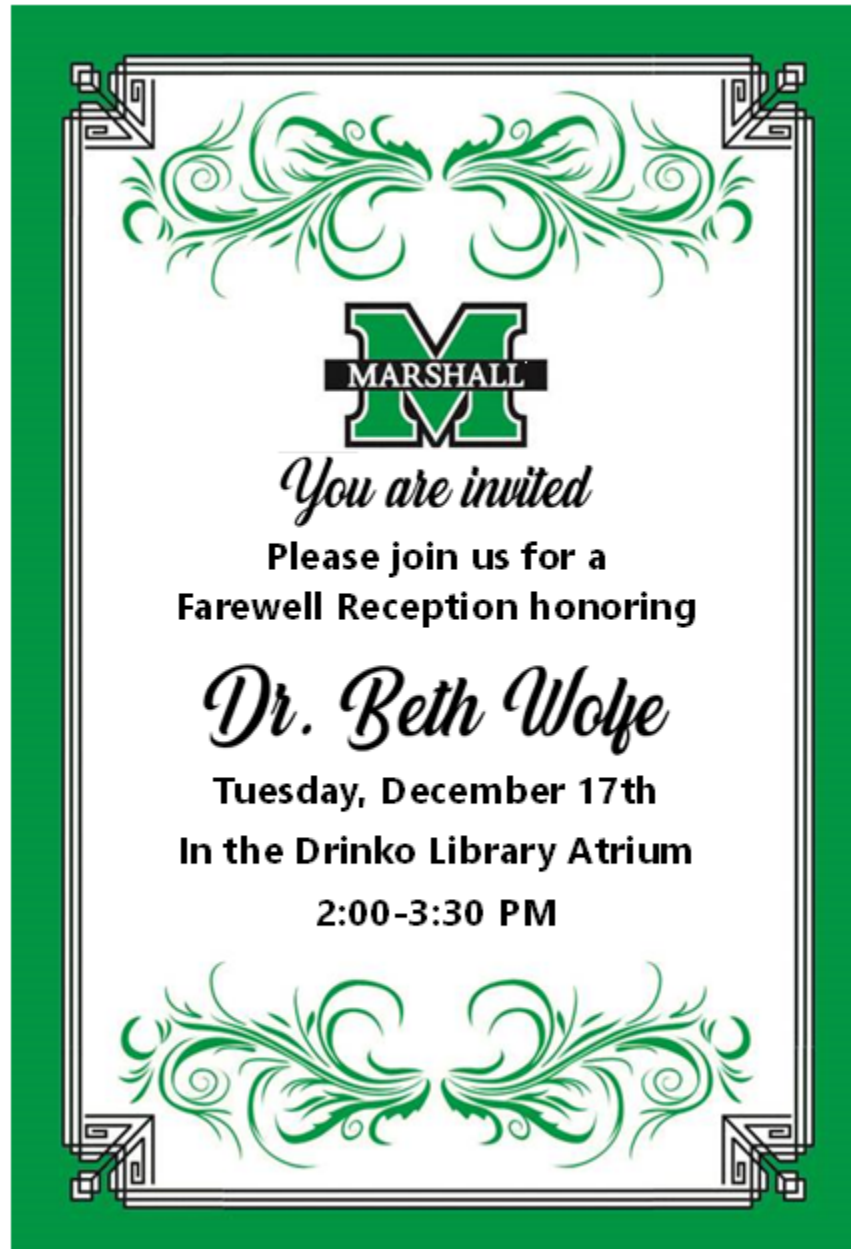 MARSHALL
You are invited
Please join us for a
Farewell Reception honoring
Dr. Beth Wolfe
Tuesday, December 17th
In the Drinko Library Atrium
2:00-3:30 PM